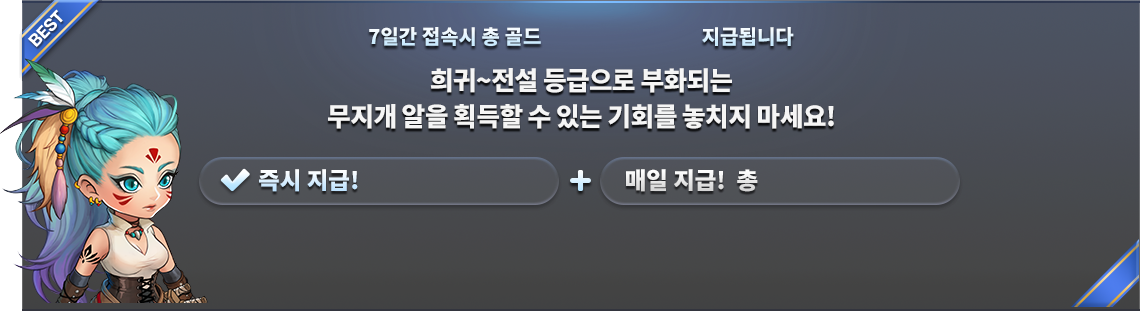 BEST
7일간 접속시 총 골드 지급됩니다
희귀~전설 등급으로 부화되는
무지개 알을 획득할 수 있는 기회를 놓치지 마세요!
즉시 지급! + 매일 지급! 총